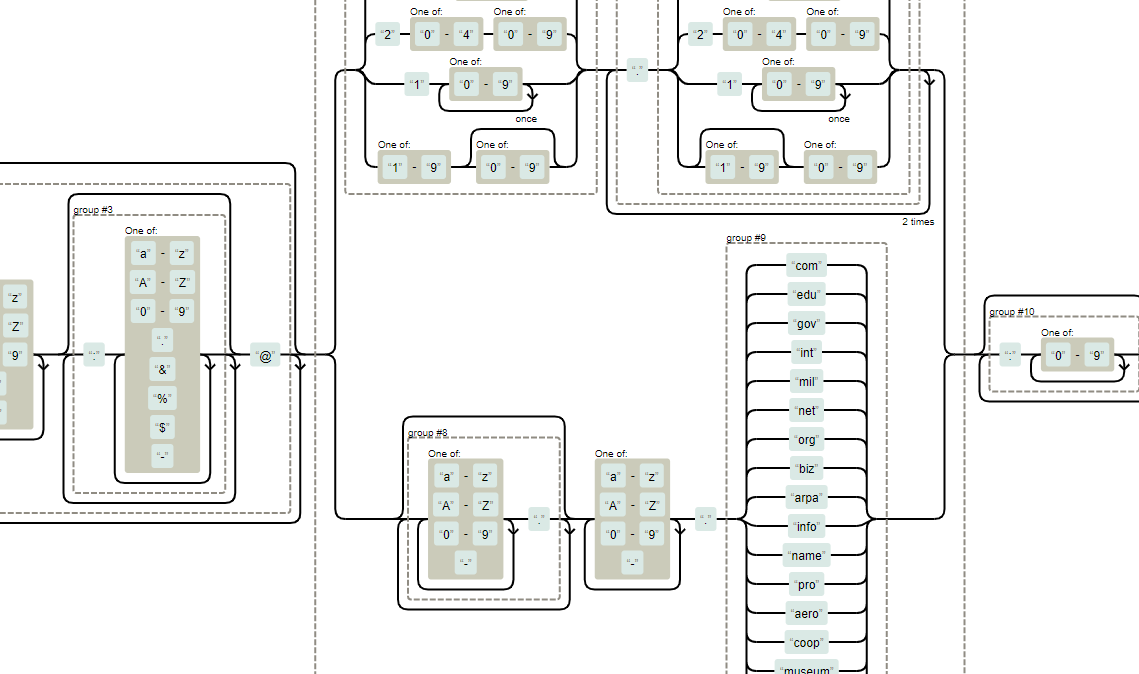 One of: One of:
“2” “0” - “4” “0” - “9”
One of:
“1” “0” - “9”
once
One of: One of:
“1” - “9” “0” - “9”
“.”
One of: One of:
“2” “0” - “4” “0” - “9”
One of:
“1” “0” - “9”
once
One of: One of:
“1” - “9” “0” - “9”
2 times
z”
Z”
9”
group #3
“:”
One of:
“a” - “z”
“A” - “Z”
“0” - “9”
“.”
“&”
“%”
“$”
“-”
“@”
group #8
One of:
“a” - “z”
“A” - “Z”
“0” - “9”
“-”
“.”
One of:
“a” - “z”
“A” - “Z”
“0” - “9”
“-”
“.”
group #9
“com”
“edu”
“gov”
“int”
“mil”
“net”
“org”
“biz”
“arpa”
“info”
“name”
“pro”
“aero”
“coop”
“museum”
group #10
“:”
One of:
“0” - “9”